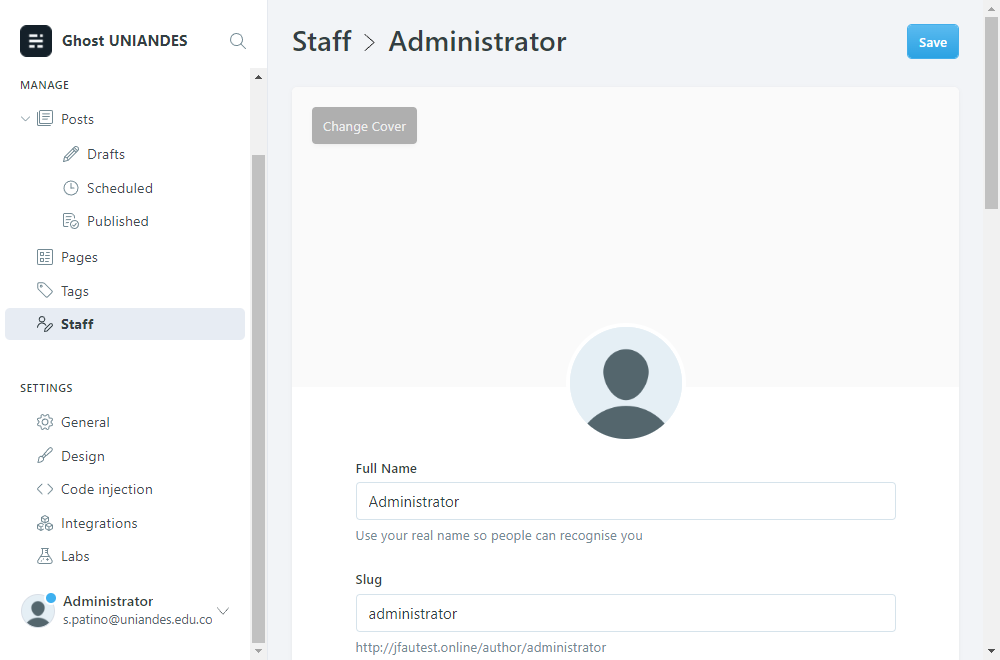 Ghost UNIANDES
MANAGE
Posts
Drafts
Scheduled
Published
Pages
Tags
Staff
SETTINGS
General
Design
Code injection
Integrations
Labs
Administrator
s.patino@uniandes.edu.co
Staff > Administrator
Save
Change Cover
Full Name
Administrator
Use your real name so people can recognise you
Slug
administrator
http://jfautest.online/author/administrator